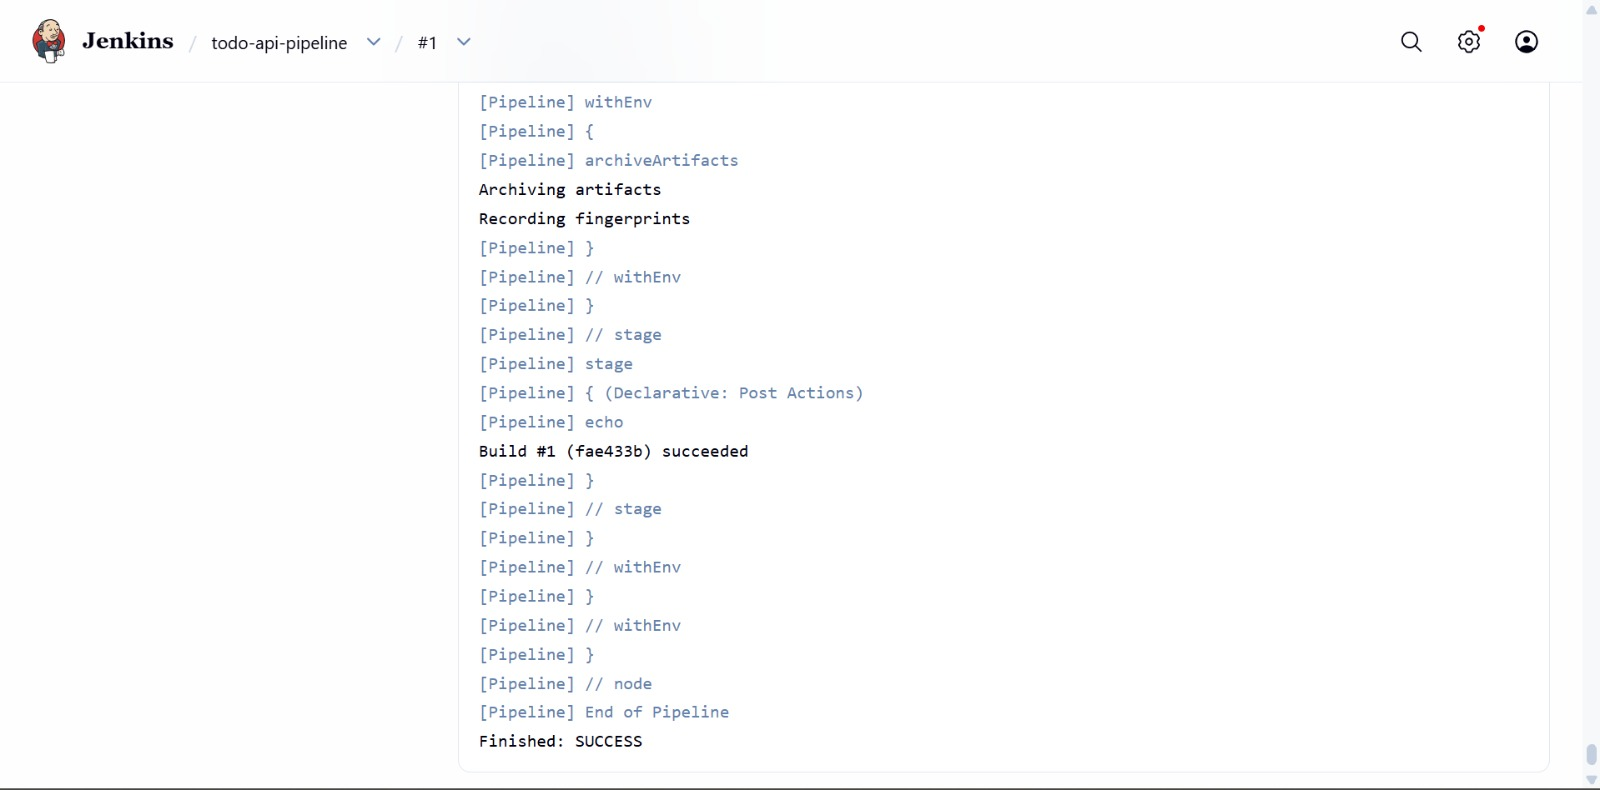 Jenkins / todo-api-pipeline / #1
[Pipeline] withEnv
[Pipeline] {
[Pipeline] archiveArtifacts
Archiving artifacts
Recording fingerprints
[Pipeline] }
[Pipeline] // withEnv
[Pipeline] }
[Pipeline] // stage
[Pipeline] stage
[Pipeline] { (Declarative: Post Actions)
[Pipeline] echo
Build #1 (fae433b) succeeded
[Pipeline] }
[Pipeline] // stage
[Pipeline] }
[Pipeline] // withEnv
[Pipeline] }
[Pipeline] // withEnv
[Pipeline] }
[Pipeline] // node
[Pipeline] End of Pipeline
Finished: SUCCESS